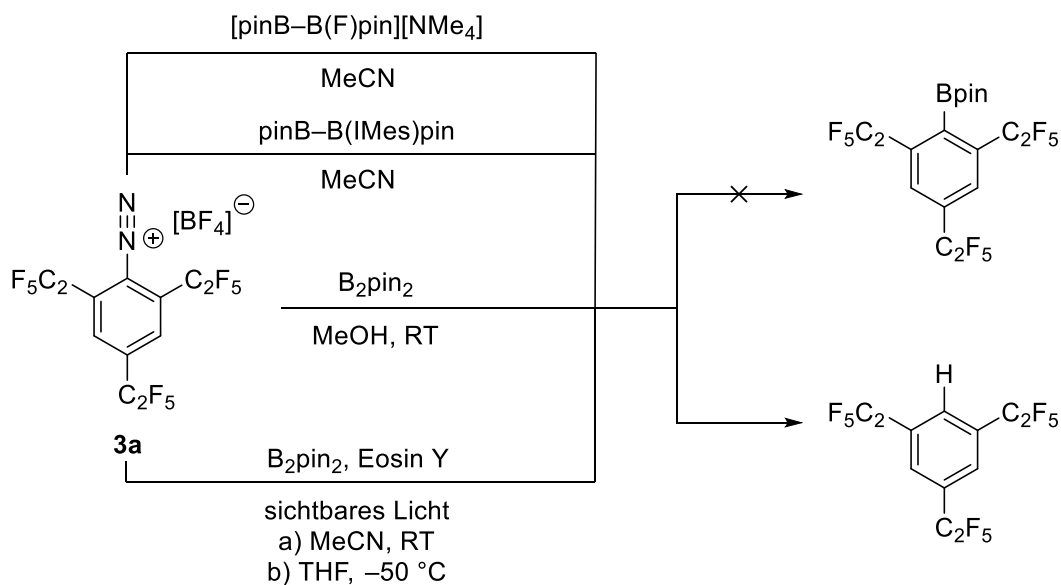 [pinB–B(F)pin][NMe₄]
MeCN
pinB–B(IMes)pin
MeCN
N
N ⊕ [BF₄]⊖
F₅C₂ C₂F₅
C₂F₅
3a
B₂pin₂
MeOH, RT
B₂pin₂, Eosin Y
sichtbares Licht
a) MeCN, RT
b) THF, –50 °C
Bpin
F₅C₂ C₂F₅
C₂F₅
H
F₅C₂ C₂F₅
C₂F₅